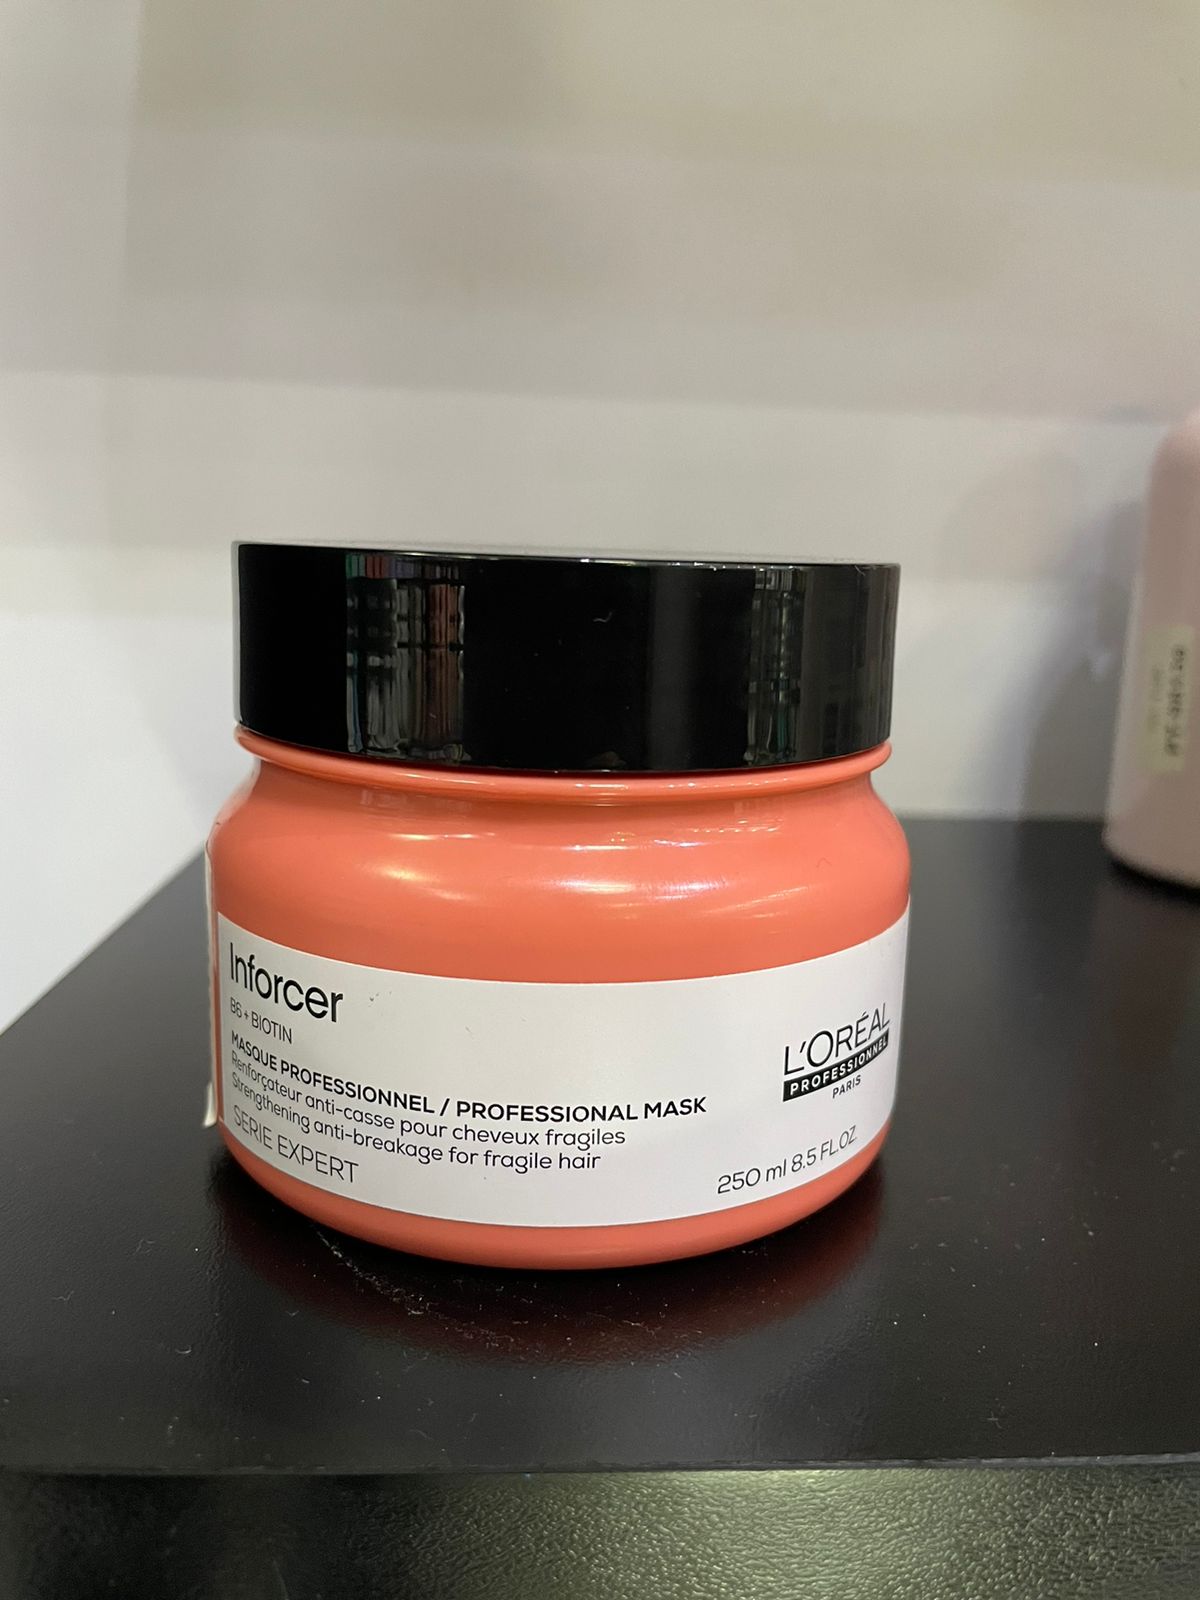 Inforcer
B6 + BIOTIN
MASQUE PROFESSIONNEL / PROFESSIONAL MASK
Renforçateur anti-casse pour cheveux fragiles
Strengthening anti-breakage for fragile hair
SERIE EXPERT
L'ORÉAL
PROFESSIONNEL
PARIS
250 ml 8.5 FL.OZ.